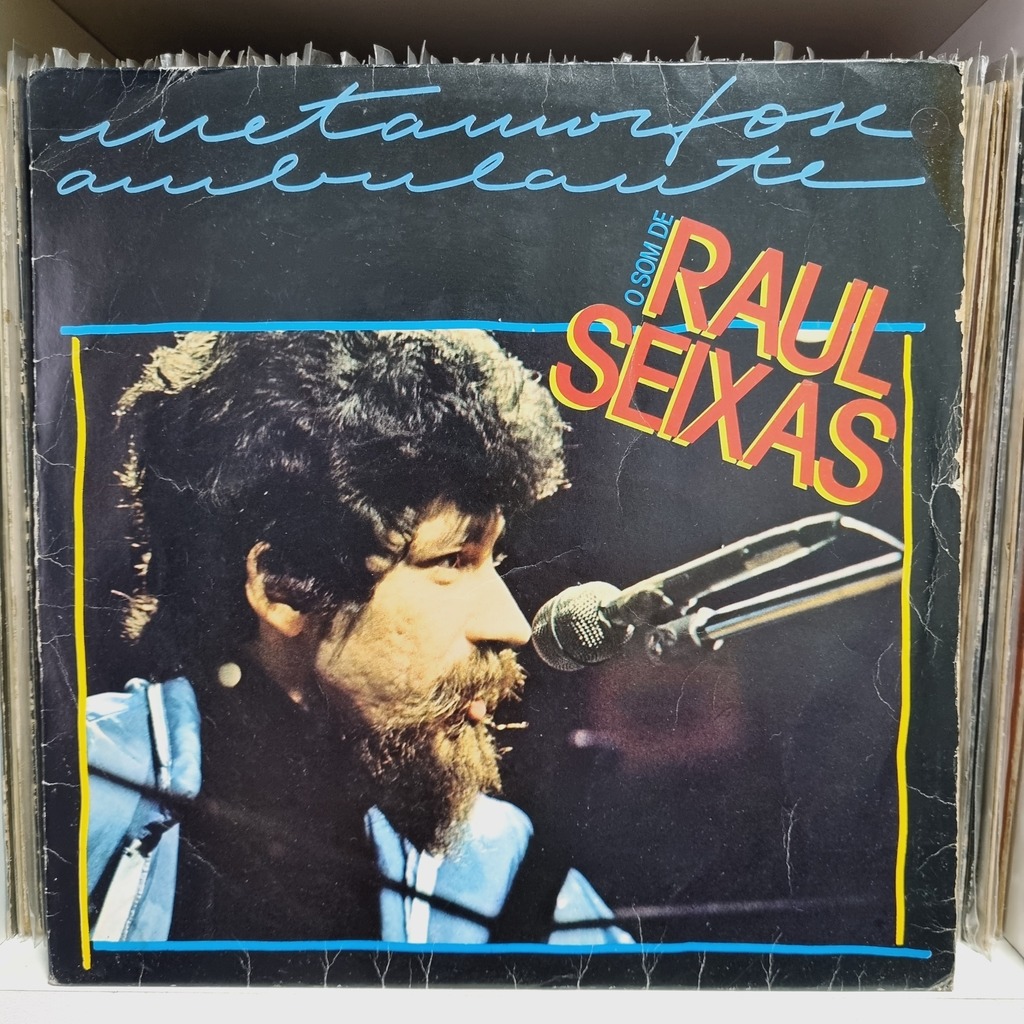 metamorfose
ambulante
O SOM DE
RAUL
SEIXAS